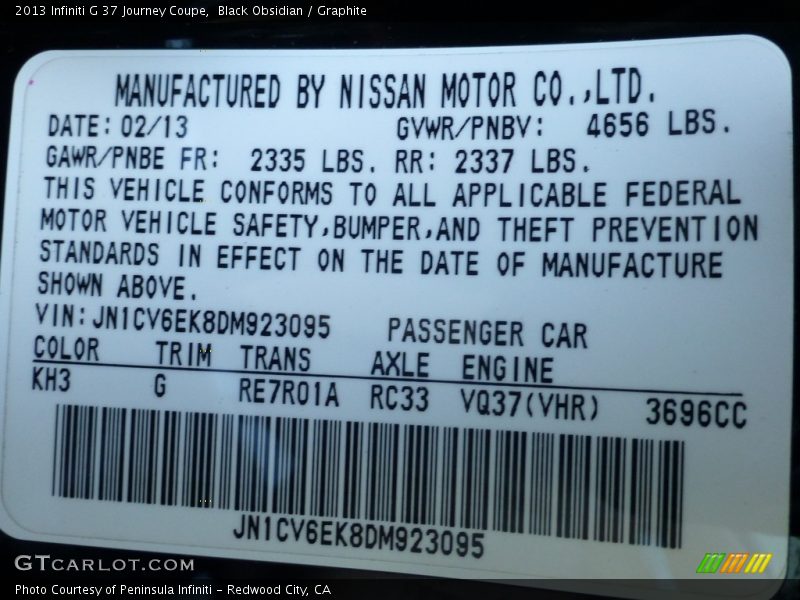 2013 Infiniti G 37 Journey Coupe, Black Obsidian / Graphite
MANUFACTURED BY NISSAN MOTOR CO.,LTD.
DATE: 02/13 GVWR/PNBV: 4656 LBS.
GAWR/PNBE FR: 2335 LBS. RR: 2337 LBS.
THIS VEHICLE CONFORMS TO ALL APPLICABLE FEDERAL
MOTOR VEHICLE SAFETY,BUMPER,AND THEFT PREVENTION
STANDARDS IN EFFECT ON THE DATE OF MANUFACTURE
SHOWN ABOVE.
VIN:JN1CV6EK8DM923095 PASSENGER CAR
COLOR TRIM TRANS AXLE ENGINE
KH3 G RE7R01A RC33 VQ37(VHR) 3696CC
JN1CV6EK8DM923095
GTCARLOT.COM
Photo Courtesy of Peninsula Infiniti - Redwood City, CA